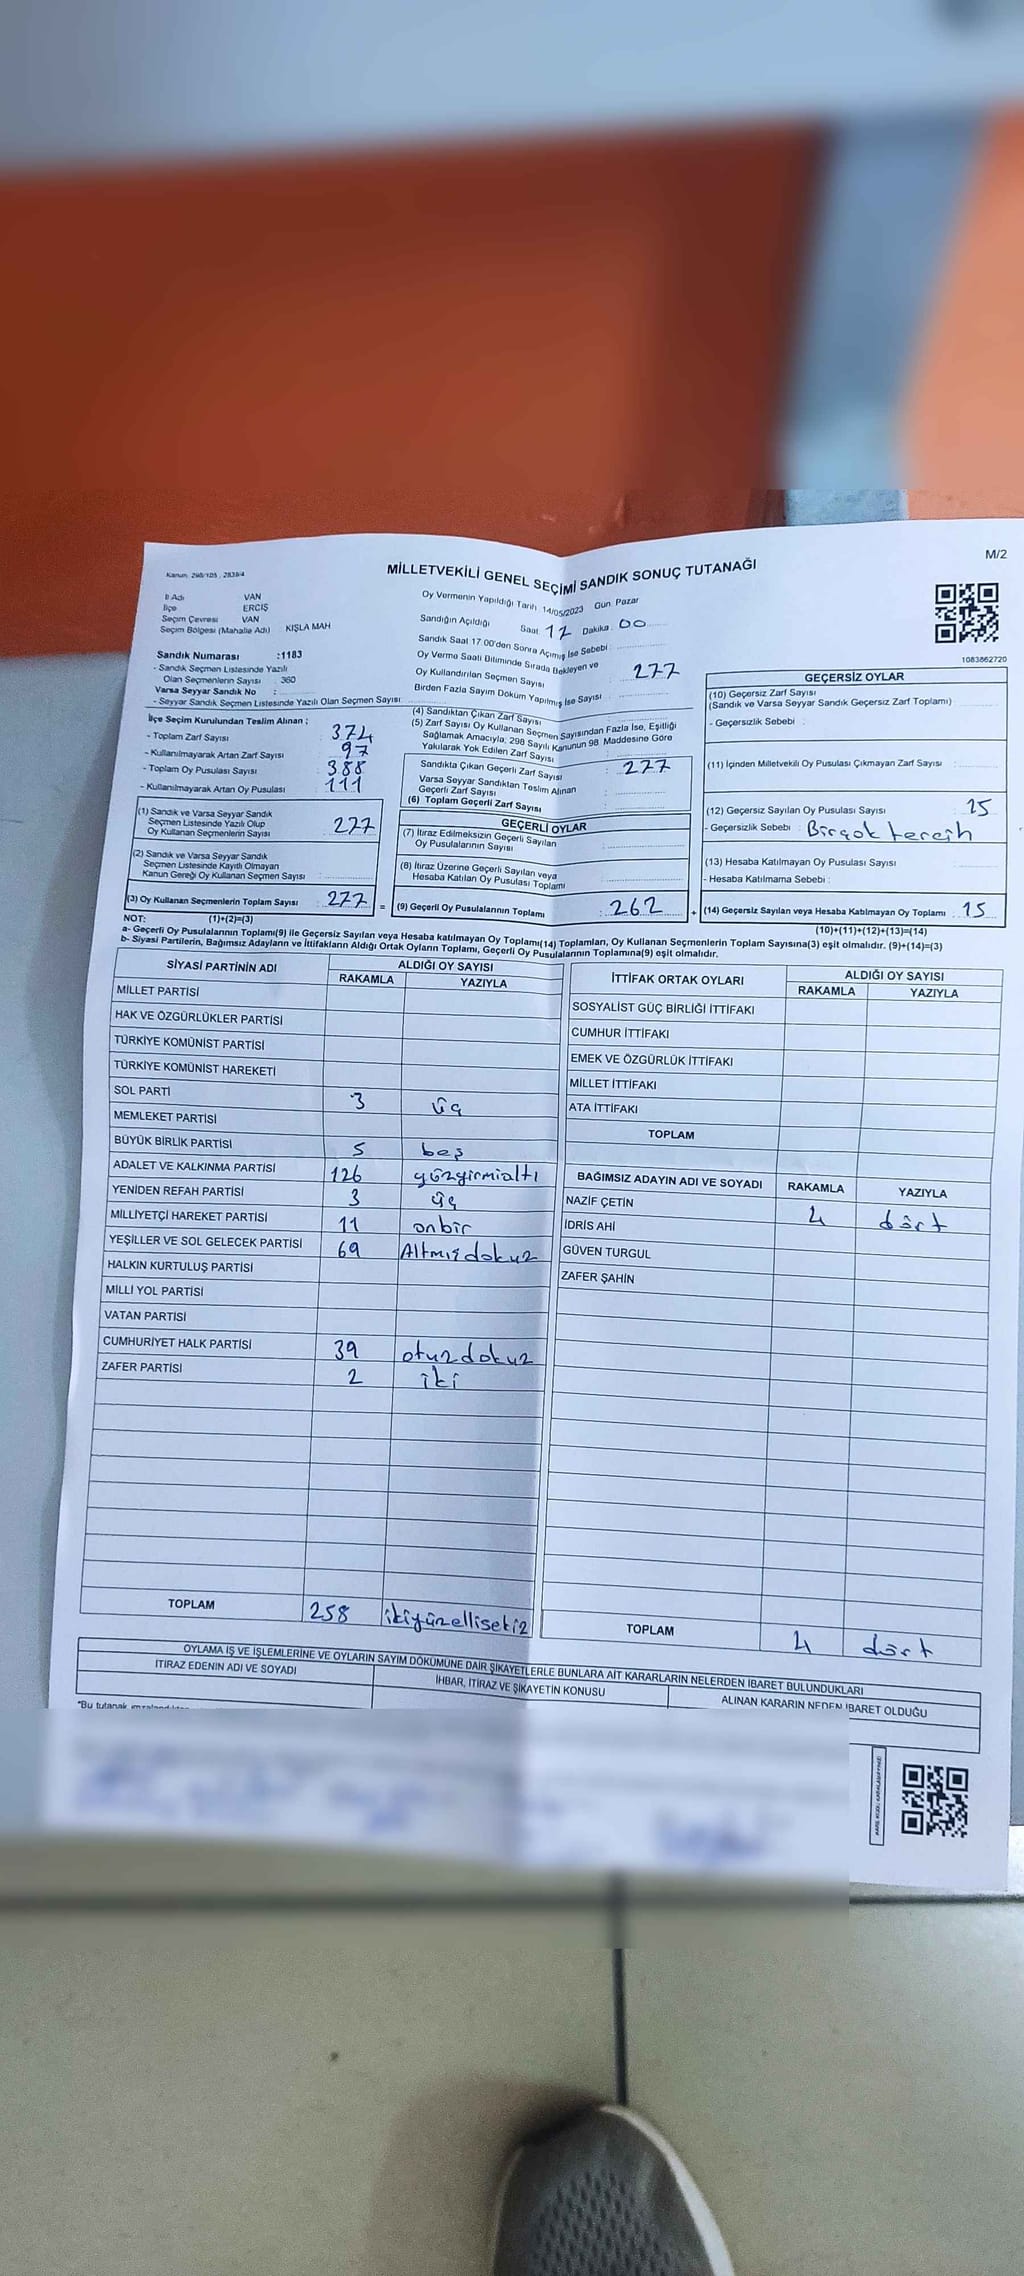 Kanun: 298/105 , 2839/4
MİLLETVEKİLİ GENEL SEÇİMİ SANDIK SONUÇ TUTANAĞI
M/2
İl Adı VAN
İlçe ERCİŞ
Seçim Çevresi VAN
Seçim Bölgesi (Mahalle Adı) KIŞLA MAH
Sandık Numarası :1183
- Sandık Seçmen Listesinde Yazılı
Olan Seçmenlerin Sayısı : 360
Varsa Seyyar Sandık No :
- Seyyar Sandık Seçmen Listesinde Yazılı Olan Seçmen Sayısı
Oy Vermenin Yapıldığı Tarih 14/05/2023 Gün: Pazar
Sandığın Açıldığı Saat 17 Dakika 00
Sandık Saat 17.00'den Sonra Açılmış İse Sebebi :
Oy Verme Saati Bitiminde Sırada Bekleyen ve
Oy Kullandırılan Seçmen Sayısı : 277
Birden Fazla Sayım Döküm Yapılmış İse Sayısı :
1083862720
İlçe Seçim Kurulundan Teslim Alınan ;
- Toplam Zarf Sayısı : 374
- Kullanılmayarak Artan Zarf Sayısı : 97
- Toplam Oy Pusulası Sayısı : 388
- Kullanılmayarak Artan Oy Pusulası : 111
(4) Sandıktan Çıkan Zarf Sayısı :
(5) Zarf Sayısı Oy Kullanan Seçmen Sayısından Fazla İse, Eşitliği
Sağlamak Amacıyla, 298 Sayılı Kanunun 98. Maddesine Göre
Yakılarak Yok Edilen Zarf Sayısı :
Sandıkta Çıkan Geçerli Zarf Sayısı : 277
Varsa Seyyar Sandıktan Teslim Alınan
Geçerli Zarf Sayısı :
(6) Toplam Geçerli Zarf Sayısı :
GEÇERSİZ OYLAR
(10) Geçersiz Zarf Sayısı
(Sandık ve Varsa Seyyar Sandık Geçersiz Zarf Toplamı) :
- Geçersizlik Sebebi :
(11) İçinden Milletvekili Oy Pusulası Çıkmayan Zarf Sayısı :
(12) Geçersiz Sayılan Oy Pusulası Sayısı : 15
- Geçersizlik Sebebi : Birçok tercih
(13) Hesaba Katılmayan Oy Pusulası Sayısı
- Hesaba Katılmama Sebebi :
(1) Sandık ve Varsa Seyyar Sandık
Seçmen Listesinde Yazılı Olup
Oy Kullanan Seçmenlerin Sayısı : 277
(2) Sandık ve Varsa Seyyar Sandık
Seçmen Listesinde Kayıtlı Olmayan
Kanun Gereği Oy Kullanan Seçmen Sayısı :
GEÇERLİ OYLAR
(7) İtiraz Edilmeksizin Geçerli Sayılan
Oy Pusulalarının Sayısı :
(8) İtiraz Üzerine Geçerli Sayılan veya
Hesaba Katılan Oy Pusulası Toplamı :
(3) Oy Kullanan Seçmenlerin Toplam Sayısı : 277 = (9) Geçerli Oy Pusulalarının Toplamı : 262 + (14) Geçersiz Sayılan veya Hesaba Katılmayan Oy Toplamı : 15
NOT: (1)+(2)=(3) (10)+(11)+(12)+(13)=(14)
a- Geçerli Oy Pusulalarının Toplamı(9) ile Geçersiz Sayılan veya Hesaba katılmayan Oy Toplamı(14) Toplamları, Oy Kullanan Seçmenlerin Toplam Sayısına(3) eşit olmalıdır. (9)+(14)=(3)
b- Siyasi Partilerin, Bağımsız Adayların ve İttifakların Aldığı Ortak Oyların Toplamı, Geçerli Oy Pusulalarının Toplamına(9) eşit olmalıdır.
SİYASİ PARTİNİN ADI ALDIĞI OY SAYISI
RAKAMLA YAZIYLA
MİLLET PARTİSİ
HAK VE ÖZGÜRLÜKLER PARTİSİ
TÜRKİYE KOMÜNİST PARTİSİ
TÜRKİYE KOMÜNİST HAREKETİ
SOL PARTİ 3 üç
MEMLEKET PARTİSİ
BÜYÜK BİRLİK PARTİSİ 5 beş
ADALET VE KALKINMA PARTİSİ 126 yüzyirmialtı
YENİDEN REFAH PARTİSİ 3 üç
MİLLİYETÇİ HAREKET PARTİSİ 11 onbir
YEŞİLLER VE SOL GELECEK PARTİSİ 69 Altmışdokuz
HALKIN KURTULUŞ PARTİSİ
MİLLİ YOL PARTİSİ
VATAN PARTİSİ
CUMHURİYET HALK PARTİSİ 39 otuzdokuz
ZAFER PARTİSİ 2 iki
TOPLAM 258 ikiyüzellisekiz
İTTİFAK ORTAK OYLARI ALDIĞI OY SAYISI
RAKAMLA YAZIYLA
SOSYALİST GÜÇ BİRLİĞİ İTTİFAKI
CUMHUR İTTİFAKI
EMEK VE ÖZGÜRLÜK İTTİFAKI
MİLLET İTTİFAKI
ATA İTTİFAKI
TOPLAM
BAĞIMSIZ ADAYIN ADI VE SOYADI RAKAMLA YAZIYLA
NAZİF ÇETİN 4 dört
İDRİS AHİ
GÜVEN TURGUL
ZAFER ŞAHİN
TOPLAM 4 dört
OYLAMA İŞ VE İŞLEMLERİNE VE OYLARIN SAYIM DÖKÜMÜNE DAİR ŞİKAYETLERLE BUNLARA AİT KARARLARIN NELERDEN İBARET BULUNDUKLARI
İTİRAZ EDENİN ADI VE SOYADI İHBAR, İTİRAZ VE ŞİKAYETİN KONUSU ALINAN KARARIN NEDEN İBARET OLDUĞU
"Bu tutanak